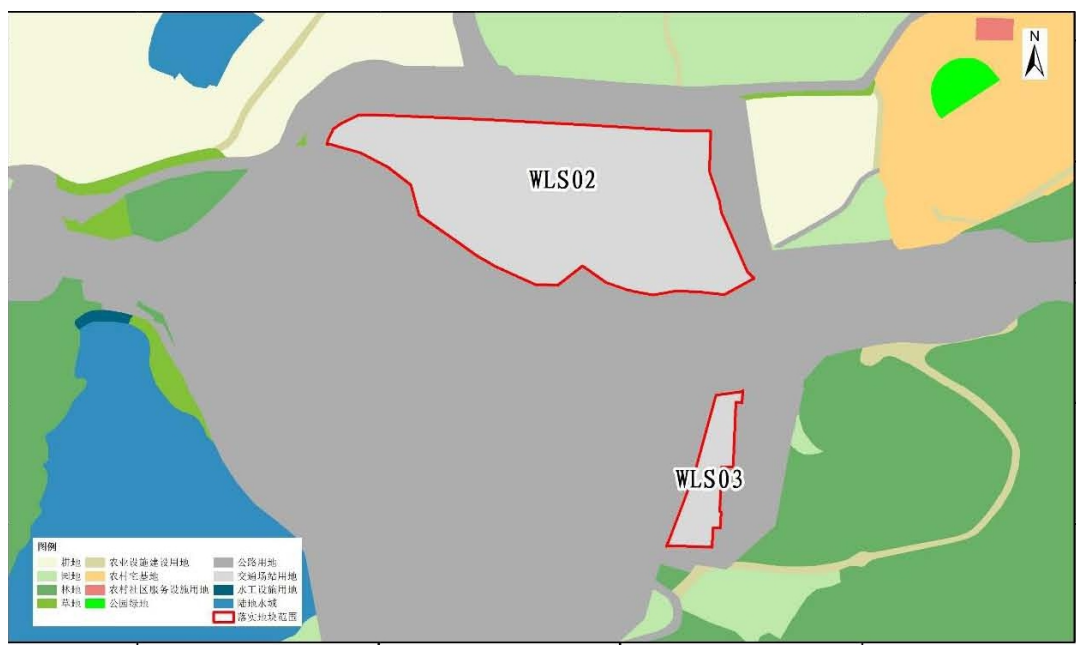 N
WLS02
WLS03
图例
耕地 农业设施建设用地 公路用地
园地 农村宅基地 交通场站用地
林地 农村社区服务设施用地 水工设施用地
草地 公园绿地 陆地水域
落实地块范围